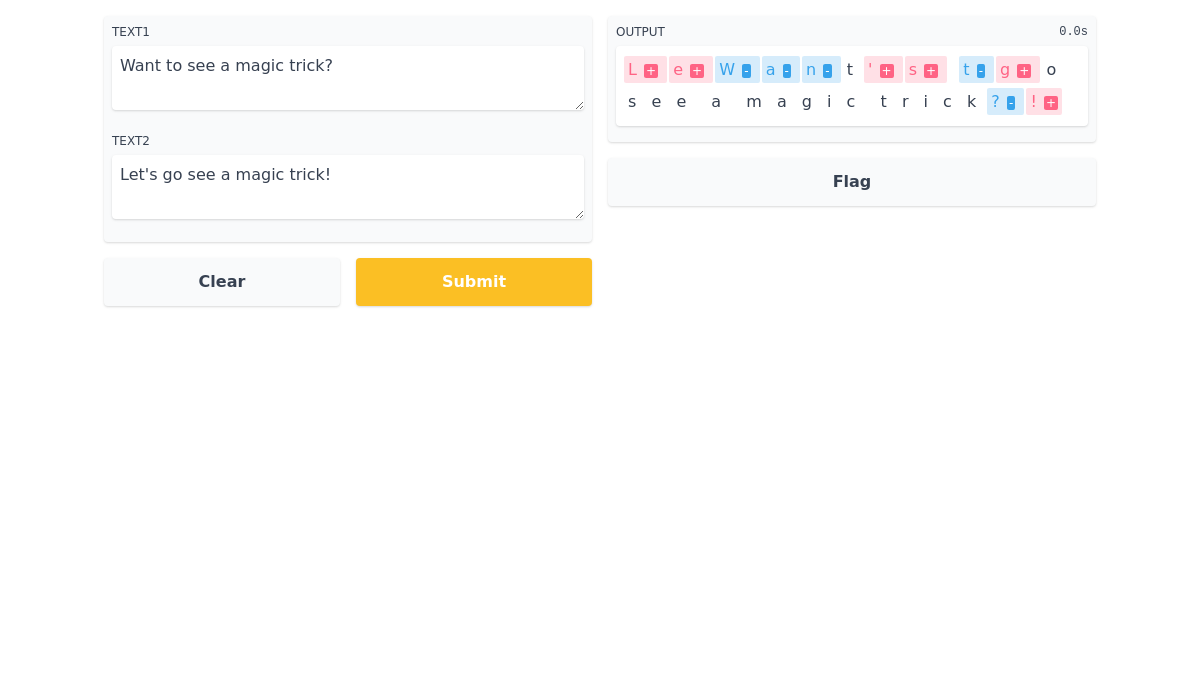 TEXT1
Want to see a magic trick?
TEXT2
Let's go see a magic trick!
Clear
Submit
OUTPUT 0.0s
L + e + W - a - n - t ' + s + t - g + o
s e e a m a g i c t r i c k ? - ! +
Flag